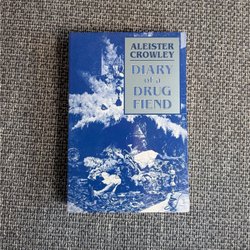 ALEISTER
CROWLEY
DIARY
of a
DRUG
FIEND